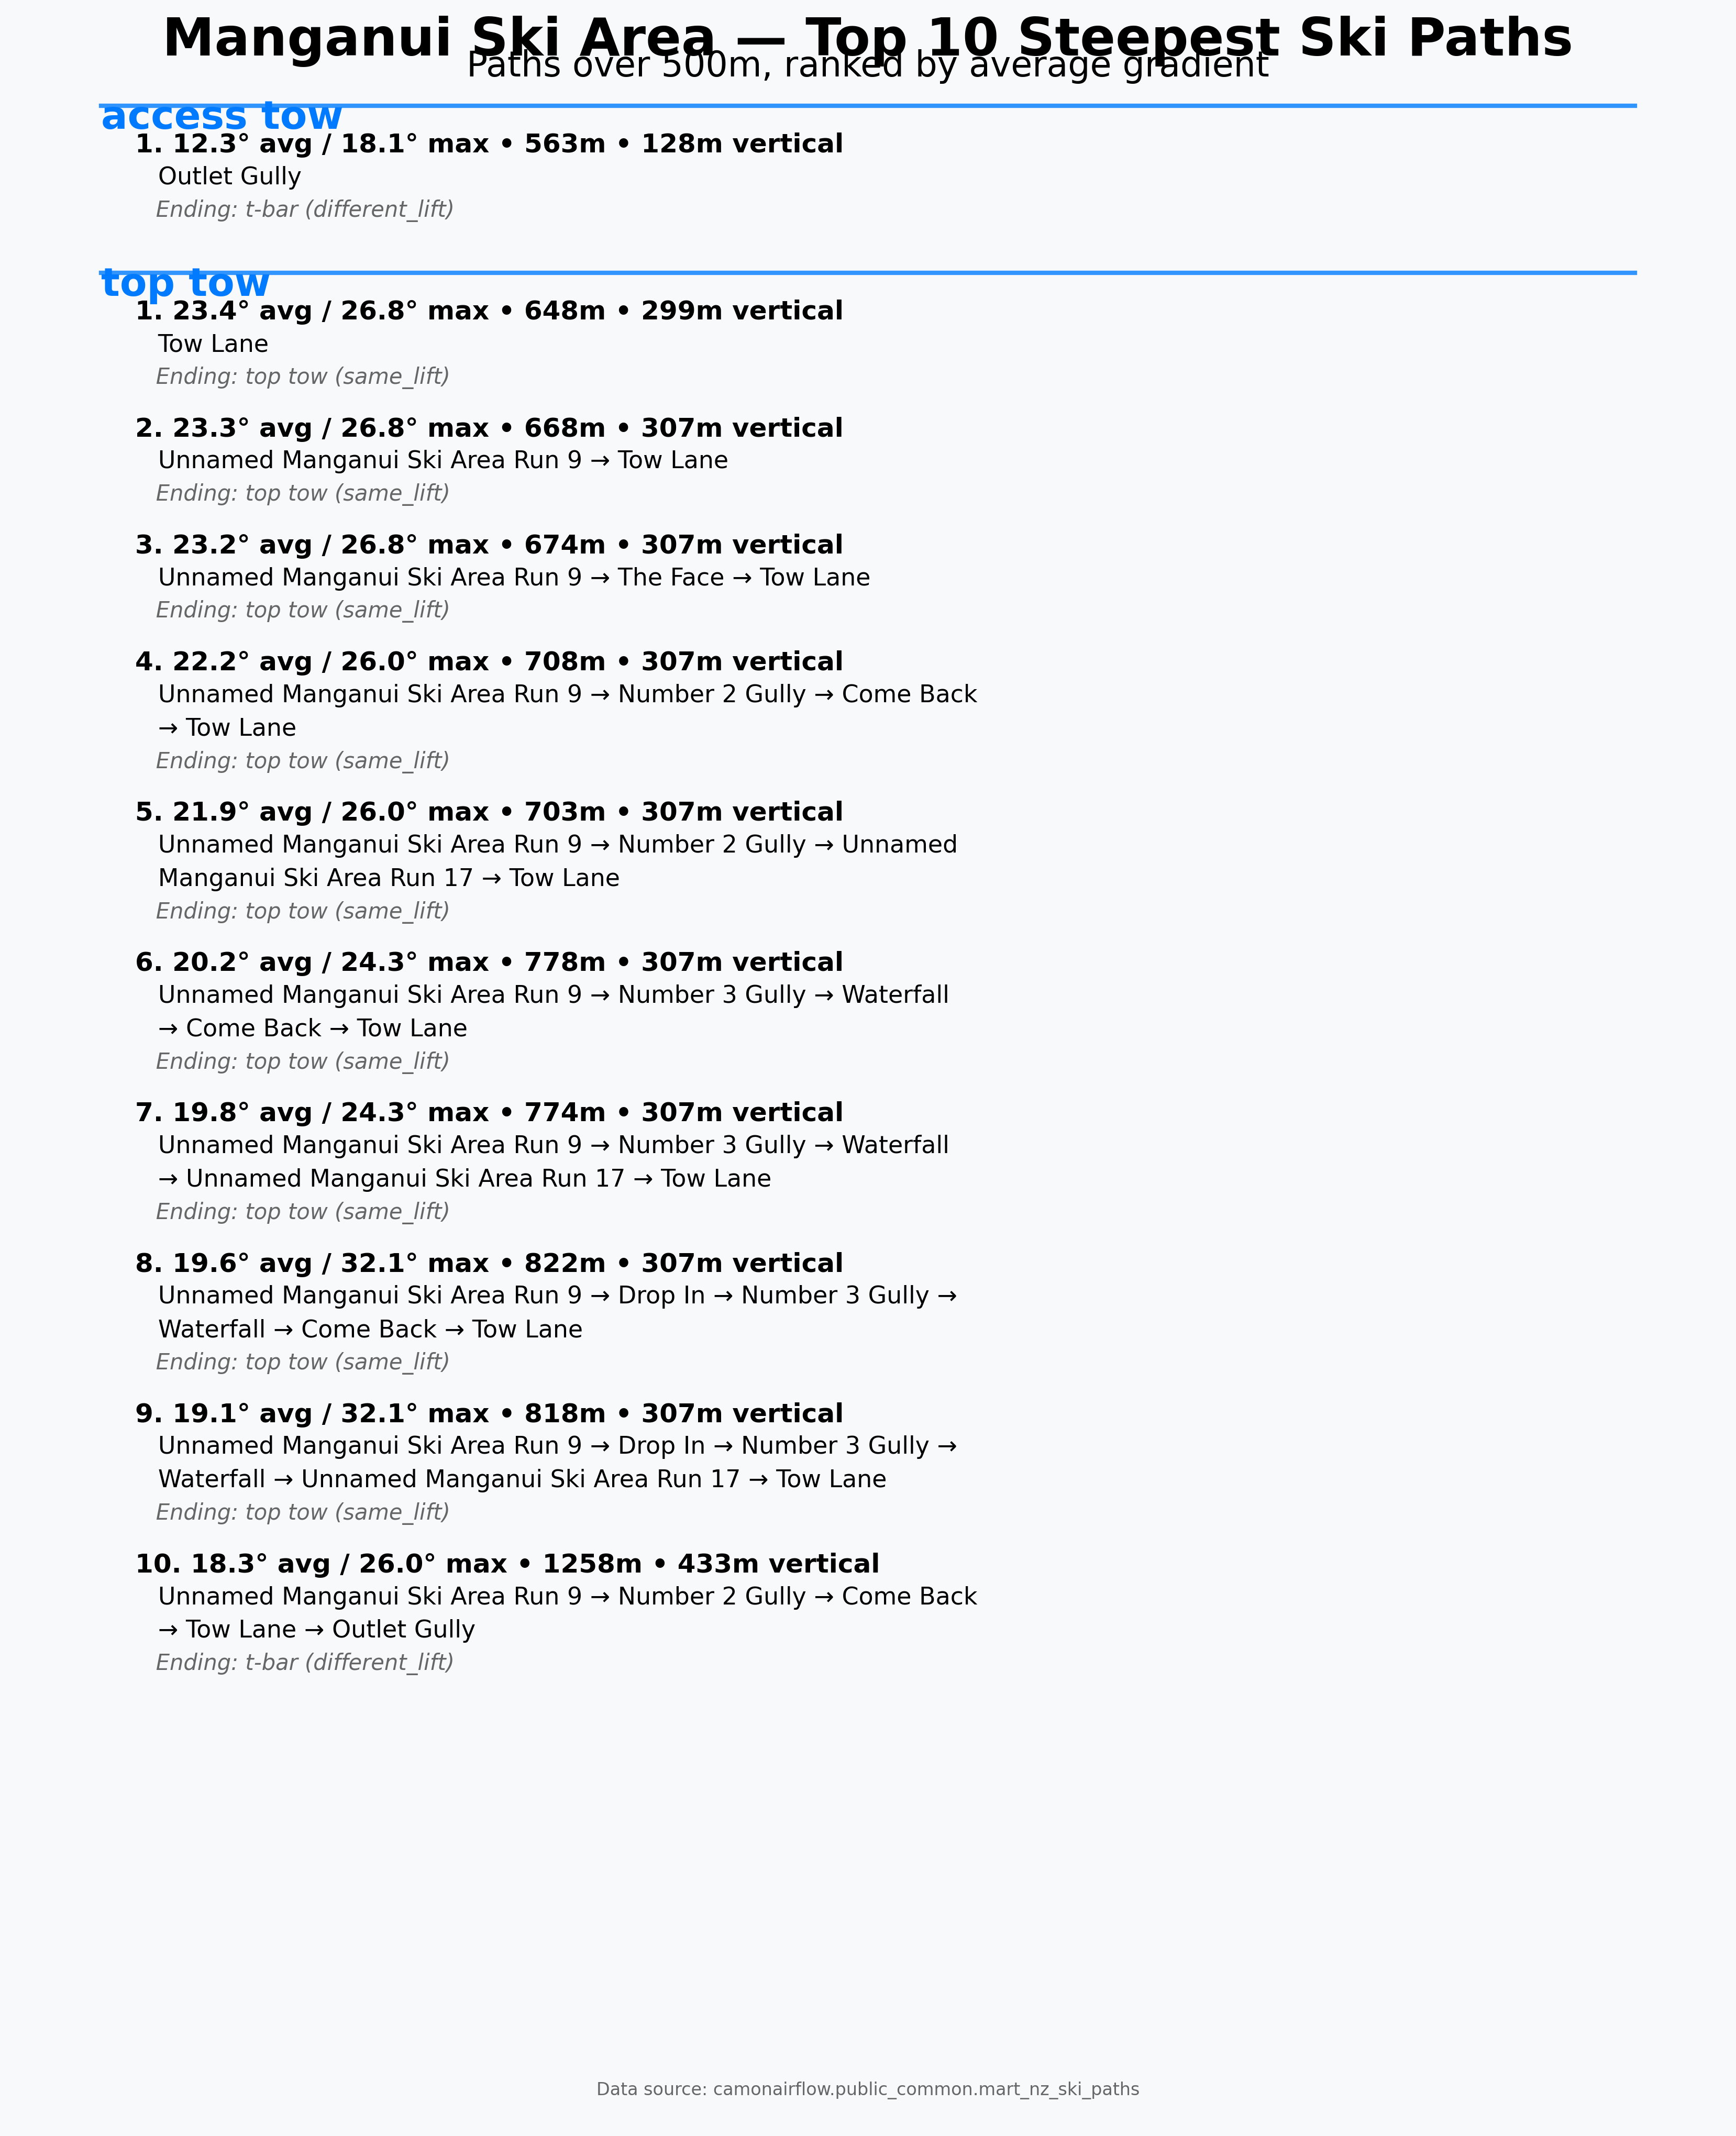 Manganui Ski Area — Top 10 Steepest Ski Paths
Paths over 500m, ranked by average gradient
access tow
1. 12.3° avg / 18.1° max • 563m • 128m vertical
Outlet Gully
Ending: t-bar (different_lift)
top tow
1. 23.4° avg / 26.8° max • 648m • 299m vertical
Tow Lane
Ending: top tow (same_lift)
2. 23.3° avg / 26.8° max • 668m • 307m vertical
Unnamed Manganui Ski Area Run 9 → Tow Lane
Ending: top tow (same_lift)
3. 23.2° avg / 26.8° max • 674m • 307m vertical
Unnamed Manganui Ski Area Run 9 → The Face → Tow Lane
Ending: top tow (same_lift)
4. 22.2° avg / 26.0° max • 708m • 307m vertical
Unnamed Manganui Ski Area Run 9 → Number 2 Gully → Come Back
→ Tow Lane
Ending: top tow (same_lift)
5. 21.9° avg / 26.0° max • 703m • 307m vertical
Unnamed Manganui Ski Area Run 9 → Number 2 Gully → Unnamed
Manganui Ski Area Run 17 → Tow Lane
Ending: top tow (same_lift)
6. 20.2° avg / 24.3° max • 778m • 307m vertical
Unnamed Manganui Ski Area Run 9 → Number 3 Gully → Waterfall
→ Come Back → Tow Lane
Ending: top tow (same_lift)
7. 19.8° avg / 24.3° max • 774m • 307m vertical
Unnamed Manganui Ski Area Run 9 → Number 3 Gully → Waterfall
→ Unnamed Manganui Ski Area Run 17 → Tow Lane
Ending: top tow (same_lift)
8. 19.6° avg / 32.1° max • 822m • 307m vertical
Unnamed Manganui Ski Area Run 9 → Drop In → Number 3 Gully →
Waterfall → Come Back → Tow Lane
Ending: top tow (same_lift)
9. 19.1° avg / 32.1° max • 818m • 307m vertical
Unnamed Manganui Ski Area Run 9 → Drop In → Number 3 Gully →
Waterfall → Unnamed Manganui Ski Area Run 17 → Tow Lane
Ending: top tow (same_lift)
10. 18.3° avg / 26.0° max • 1258m • 433m vertical
Unnamed Manganui Ski Area Run 9 → Number 2 Gully → Come Back
→ Tow Lane → Outlet Gully
Ending: t-bar (different_lift)
Data source: camonairflow.public_common.mart_nz_ski_paths